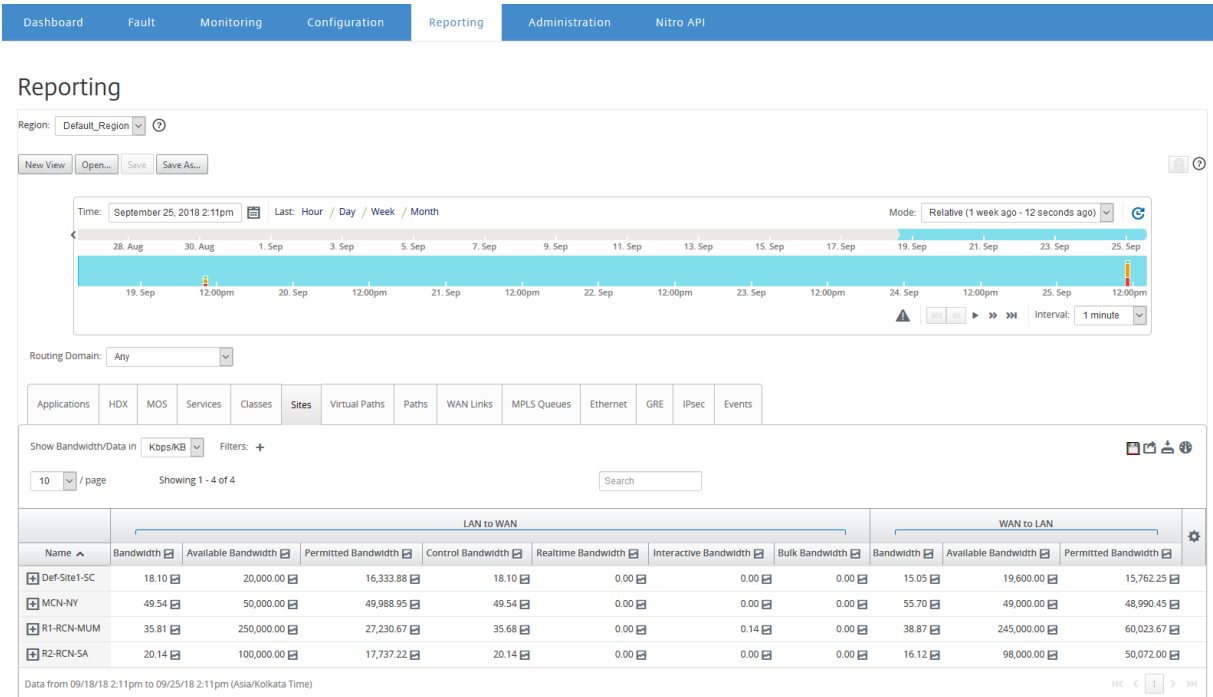 Dashboard Fault Monitoring Configuration Reporting Administration Nitro API
Reporting
Region: Default_Region
New View Open... Save Save As...
Time: September 25, 2018 2:11pm Last: Hour / Day / Week / Month Mode: Relative (1 week ago - 12 seconds ago)
28. Aug 30. Aug 1. Sep 3. Sep 5. Sep 7. Sep 9. Sep 11. Sep 13. Sep 15. Sep 17. Sep 19. Sep 21. Sep 23. Sep 25. Sep
19. Sep 12:00pm 20. Sep 12:00pm 21. Sep 12:00pm 22. Sep 12:00pm 23. Sep 12:00pm 24. Sep 12:00pm 25. Sep 12:00pm
Interval: 1 minute
Routing Domain: Any
Applications HDX MOS Services Classes Sites Virtual Paths Paths WAN Links MPLS Queues Ethernet GRE IPsec Events
Show Bandwidth/Data in Kbps/KB Filters: +
10 / page Showing 1 - 4 of 4 Search
LAN to WAN WAN to LAN
Name Bandwidth Available Bandwidth Permitted Bandwidth Control Bandwidth Realtime Bandwidth Interactive Bandwidth Bulk Bandwidth Bandwidth Available Bandwidth Permitted Bandwidth
Def-Site1-SC 18.10 20,000.00 16,333.88 18.10 0.00 0.00 0.00 15.05 19,600.00 15,762.25
MCN-NY 49.54 50,000.00 49,988.95 49.54 0.00 0.00 0.00 55.70 49,000.00 48,990.45
R1-RCN-MUM 35.81 250,000.00 27,230.67 35.68 0.00 0.14 0.00 38.87 245,000.00 60,023.67
R2-RCN-SA 20.14 100,000.00 17,737.22 20.14 0.00 0.00 0.00 16.12 98,000.00 50,072.00
Data from 09/18/18 2:11pm to 09/25/18 2:11pm (Asia/Kolkata Time) 1